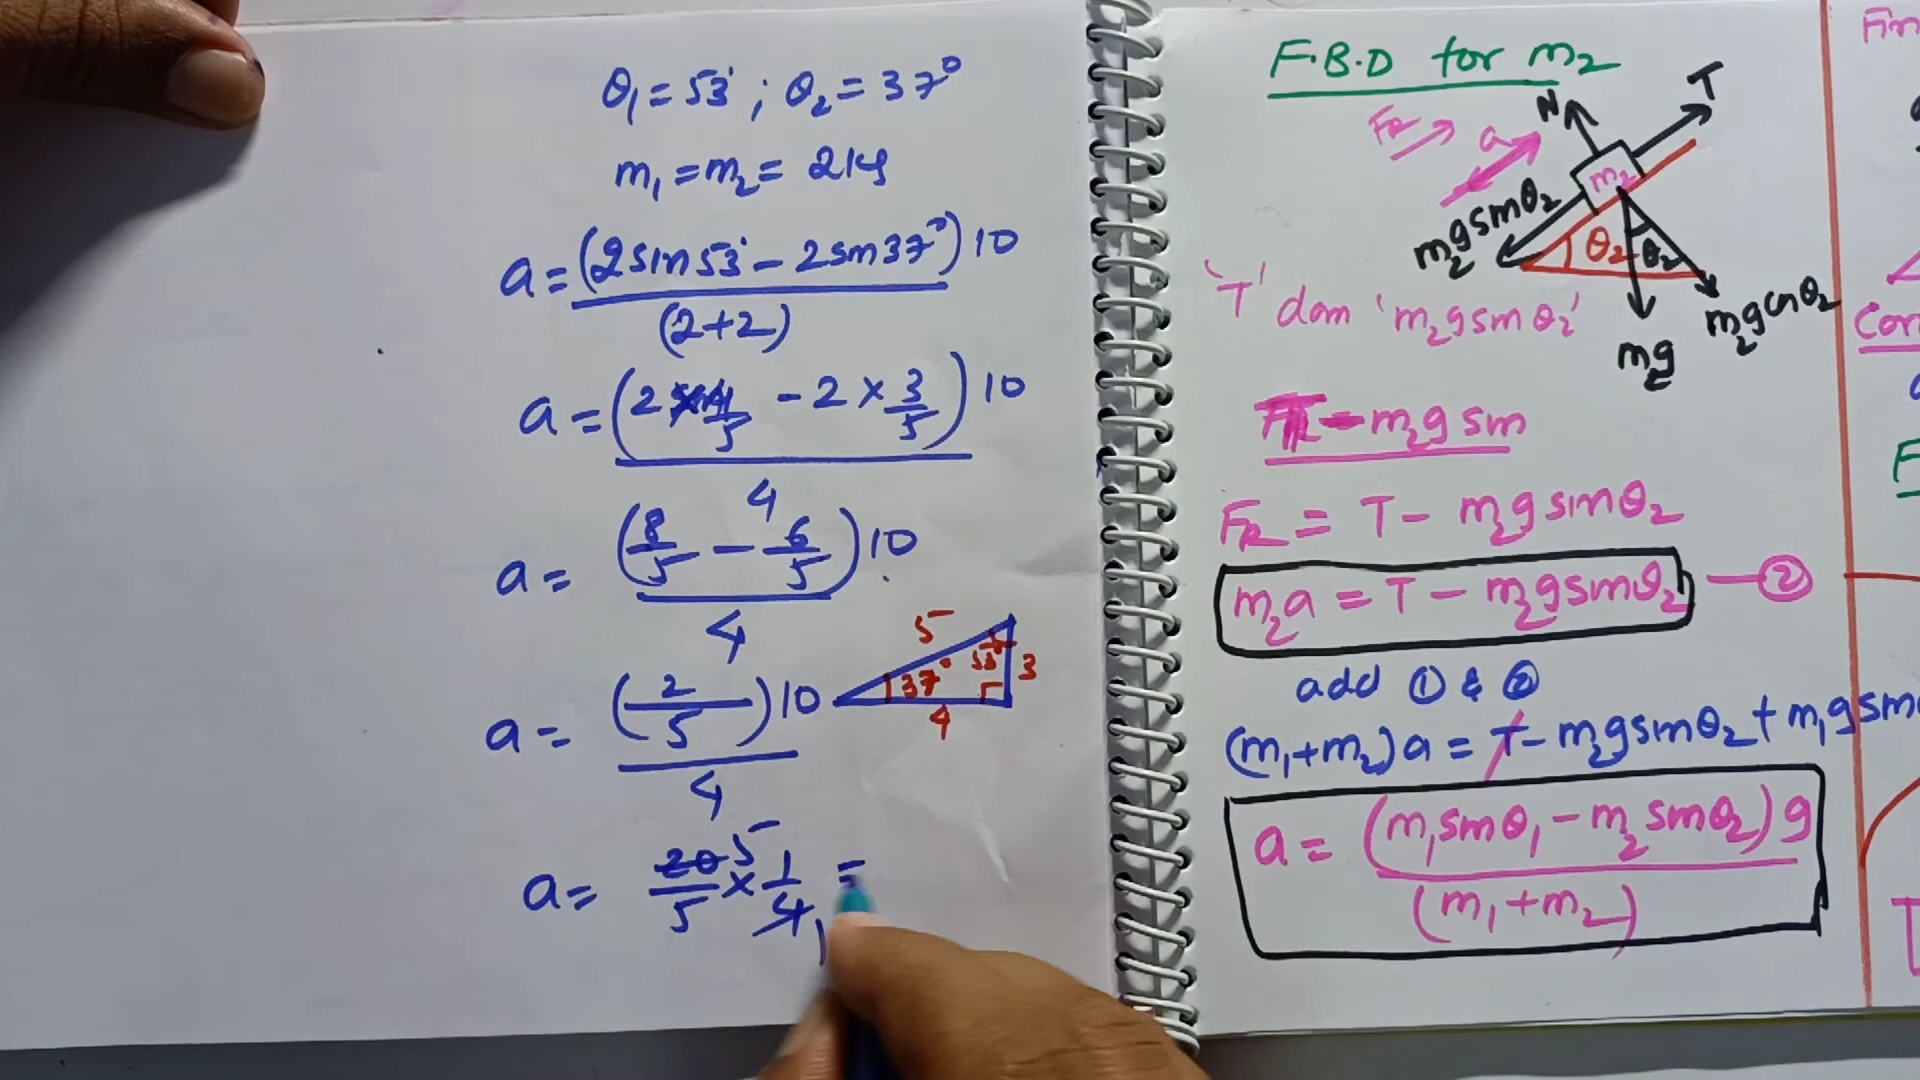 θ₁ = 53° ; θ₂ = 37°
m₁ = m₂ = 2kg
a = (2sin53° - 2sin37°)10
(2+2)
a = (2×4/5 - 2×3/5)10
4
a = (8/5 - 6/5)10
4
a = (2/5)10
4
a = 20/5 × 1/4 =
5
1
5
37°
53°
3
4
F.B.D for m₂
N
T
FR
a
m₂
m₂gsinθ₂
θ₂
θ₂
m₂g
m₂gcosθ₂
'T' dom 'm₂gsinθ₂'
m₂g sin
FR = T - m₂gsinθ₂
m₂a = T - m₂gsinθ₂ — ②
add ① & ②
(m₁+m₂)a = T - m₂gsinθ₂ + m₁gsin
a = (m₁sinθ₁ - m₂sinθ₂)g
(m₁+m₂)